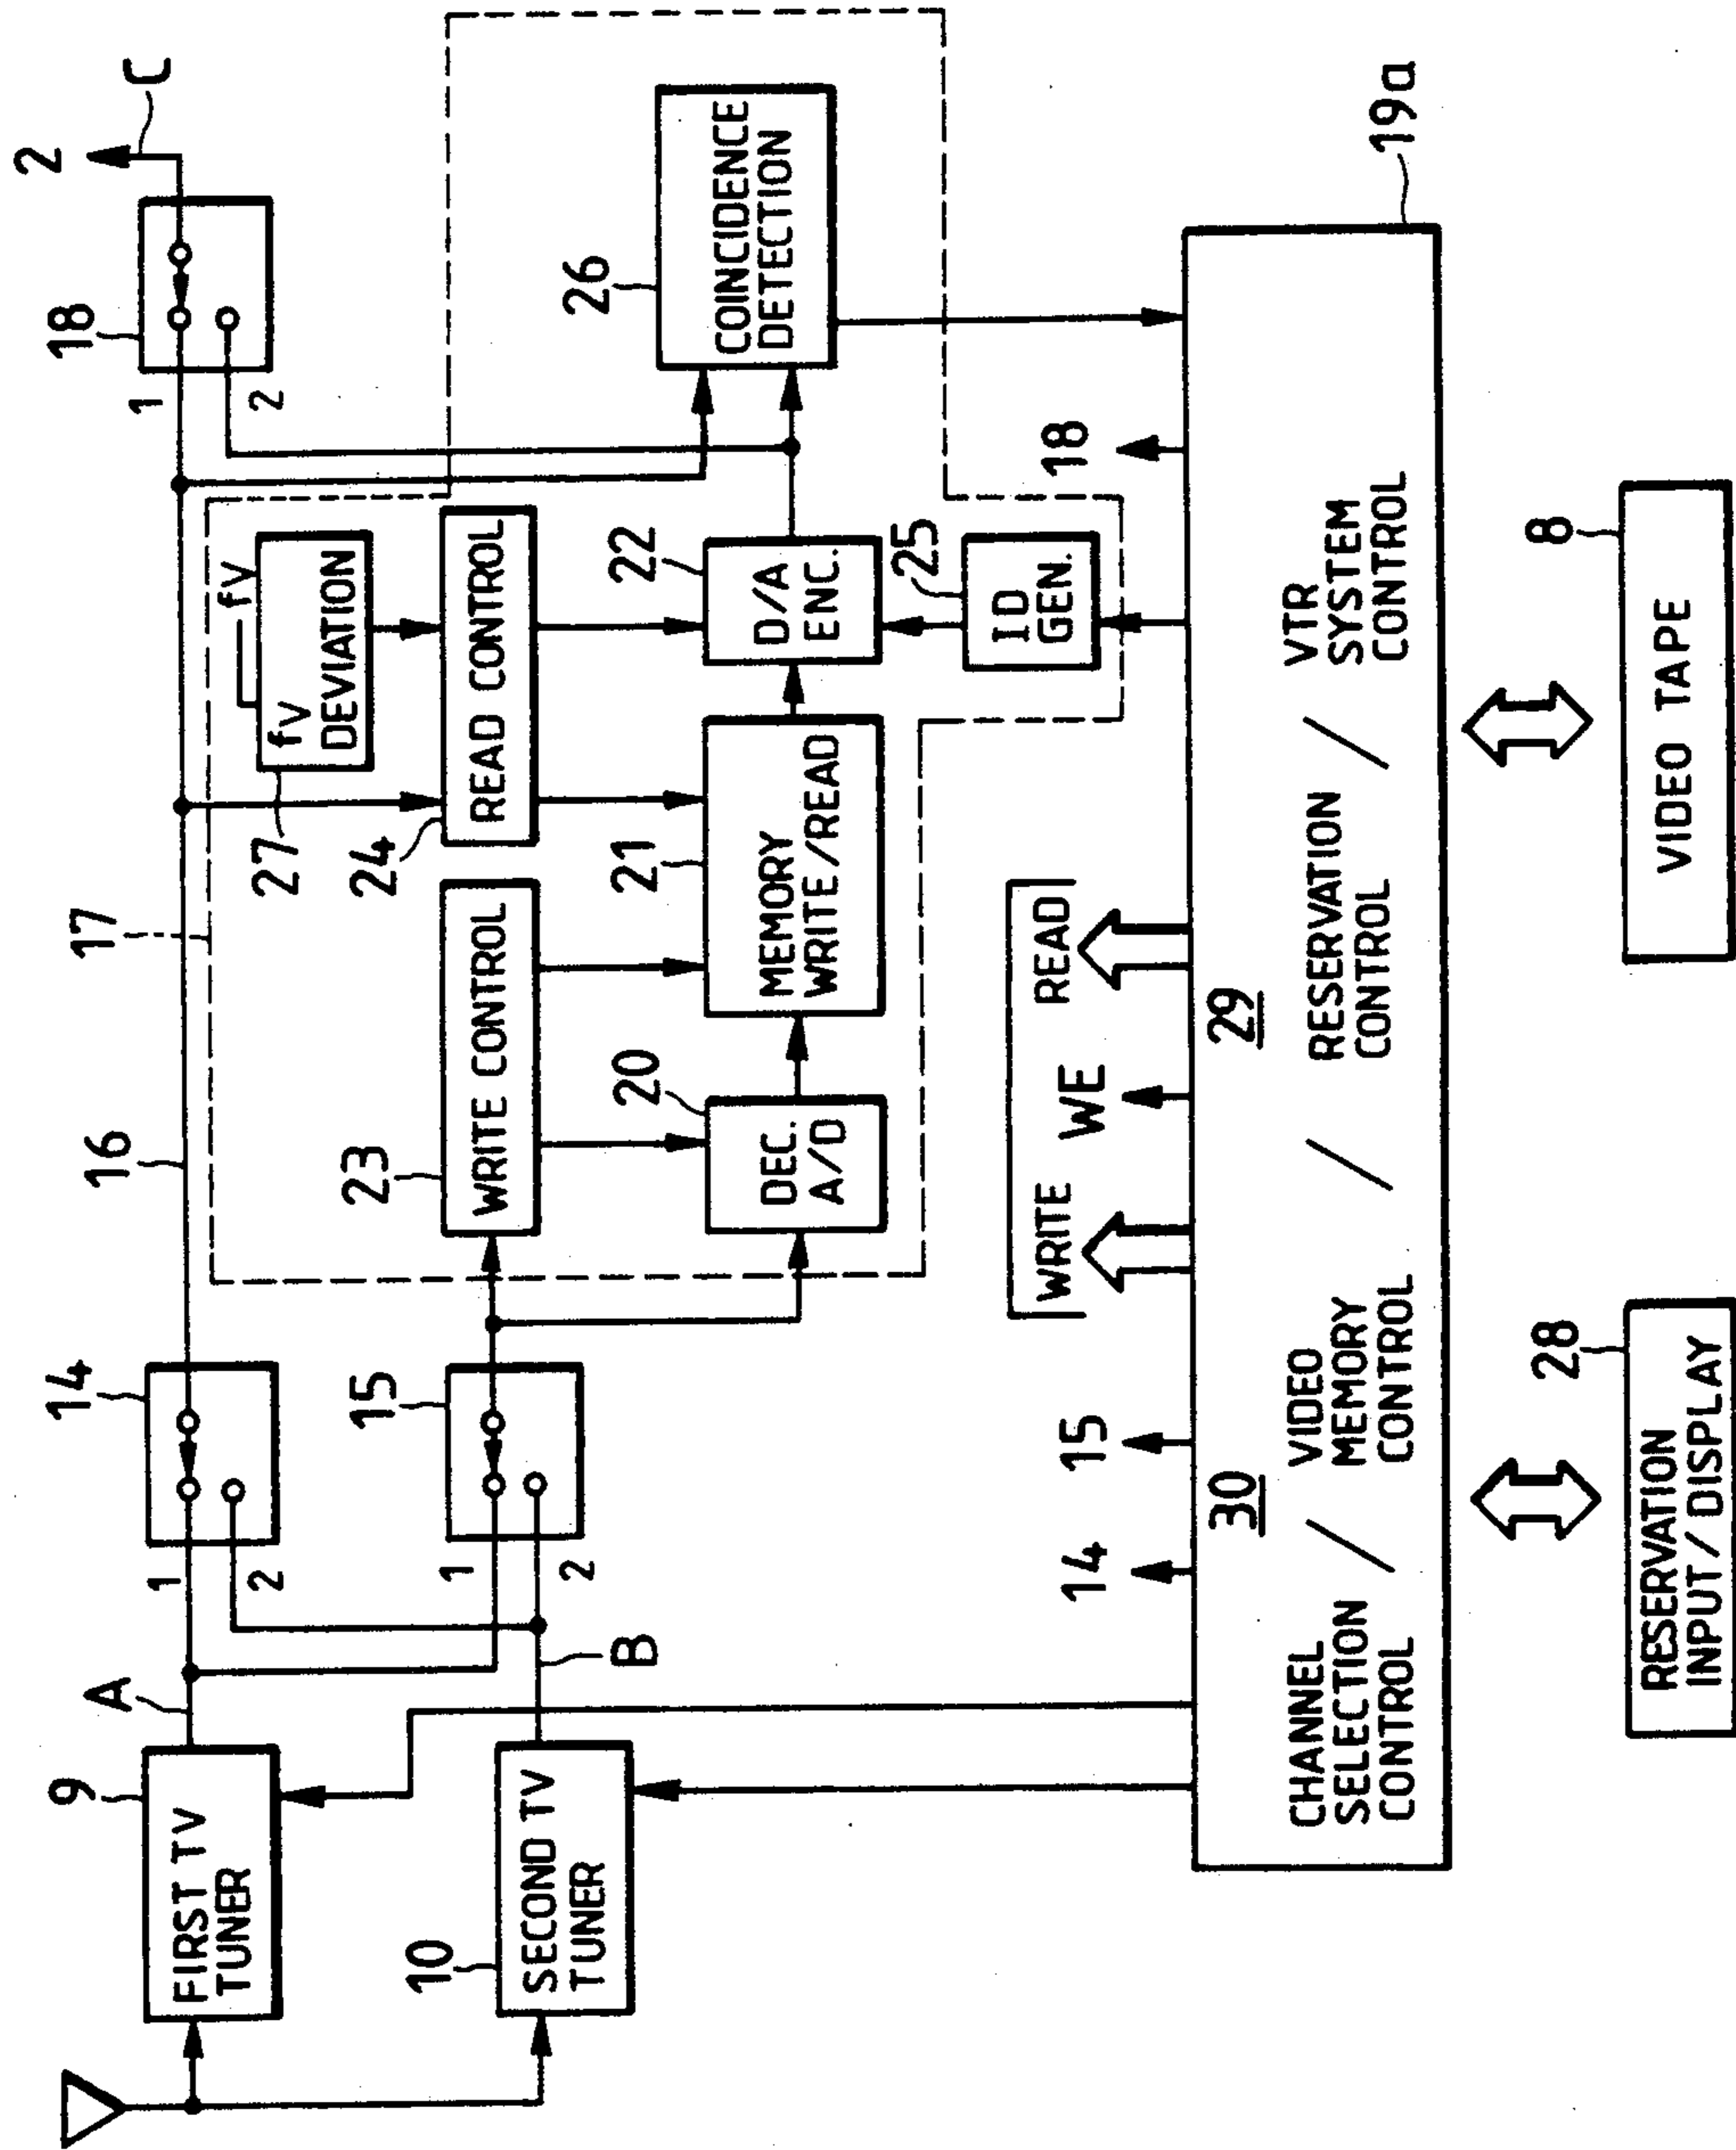 2
C
18
1
2
17
16
14
1
2
A
9
FIRST TV
TUNER
27
fV fV
DEVIATION
24
READ CONTROL
23
WRITE CONTROL
15
1
2
B
10
SECOND TV
TUNER
26
COINCIDENCE
DETECTION
22
D/A
ENC.
21
MEMORY
WRITE/READ
20
DEC.
A/D
25
ID
GEN.
14
15
WRITE WE READ
18
19a
30
29
CHANNEL
SELECTION
CONTROL
/
VIDEO
MEMORY
CONTROL
/
RESERVATION
CONTROL
/
VTR
SYSTEM
CONTROL
28
RESERVATION
INPUT/DISPLAY
8
VIDEO TAPE